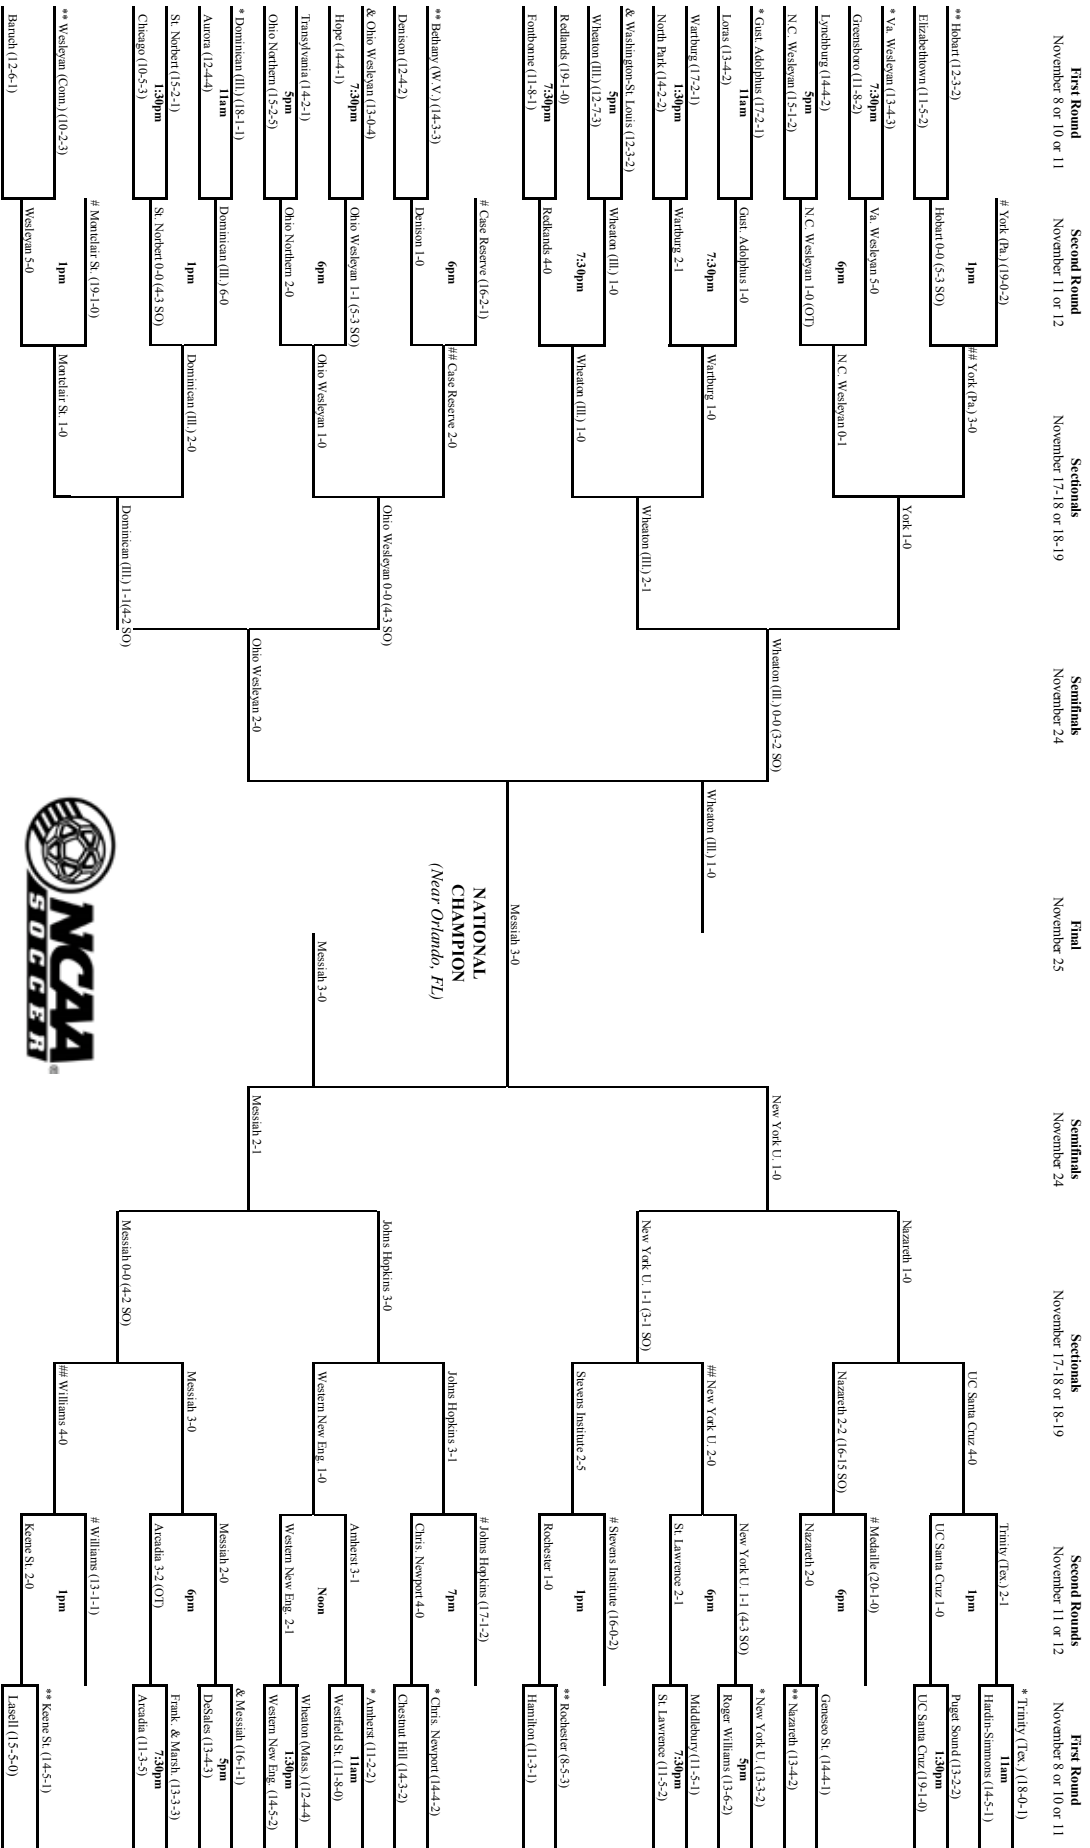 First Round
November 8 or 10 or 11
Second Round
November 11 or 12
Sectionals
November 17-18 or 18-19
Semifinals
November 24
Final
November 25
Semifinals
November 24
Sectionals
November 17-18 or 18-19
Second Rounds
November 11 or 12
First Round
November 8 or 10 or 11
** Hobart (12-3-2)
Elizabethtown (11-5-2)
* Va. Wesleyan (13-4-3)
7:30pm
Greensboro (11-8-2)
Lynchburg (14-4-2)
5pm
N.C. Wesleyan (15-1-2)
* Gust. Adolphus (17-2-1)
11am
Loras (13-4-2)
Wartburg (17-2-1)
1:30pm
North Park (14-2-2)
& Washington-St. Louis (12-3-2)
5pm
Wheaton (Ill.) (12-7-3)
Redlands (19-1-0)
7:30pm
Fontbonne (11-8-1)
** Bethany (W.V.) (14-3-3)
Denison (12-4-2)
& Ohio Wesleyan (13-0-4)
7:30pm
Hope (14-4-1)
Transylvania (14-2-1)
5pm
Ohio Northern (15-2-5)
* Dominican (Ill.) (18-1-1)
11am
Aurora (12-4-4)
St. Norbert (15-2-1)
1:30pm
Chicago (10-5-3)
** Wesleyan (Conn.) (10-2-3)
Baruch (12-6-1)
# York (Pa.) (19-0-2)
1pm
Hobart 0-0 (5-3 SO)
Va. Wesleyan 5-0
6pm
N.C. Wesleyan 1-0 (OT)
Gust. Adolphus 1-0
7:30pm
Wartburg 2-1
Wheaton (Ill.) 1-0
7:30pm
Redkands 4-0
# Case Reserve (16-2-1)
6pm
Denison 1-0
Ohio Wesleyan 1-1 (5-3 SO)
6pm
Ohio Northern 2-0
Dominican (Ill.) 6-0
1pm
St. Norbert 0-0 (4-3 SO)
# Montclair St. (19-1-0)
1pm
Wesleyan 5-0
## York (Pa.) 3-0
N.C. Wesleyan 0-1
Wartburg 1-0
Wheaton (Ill.) 1-0
## Case Reserve 2-0
Ohio Wesleyan 1-0
Dominican (Ill.) 2-0
Montclair St. 1-0
York 1-0
Wheaton (Ill.) 2-1
Ohio Wesleyan 0-0 (4-3 SO)
Dominican (Ill.) 1-1(4-2 SO)
Wheaton (Ill.) 0-0 (3-2 SO)
Ohio Wesleyan 2-0
Wheaton (Ill.) 1-0
Messiah 3-0
NATIONAL
CHAMPION
(Near Orlando, FL)
Messiah 3-0
NCAA
SOCCER
®
New York U. 1-0
Messiah 2-1
Nazareth 1-0
New York U. 1-1 (3-1 SO)
Johns Hopkins 3-0
Messiah 0-0 (4-2 SO)
UC Santa Cruz 4-0
Nazareth 2-2 (16-15 SO)
## New York U. 2-0
Stevens Institute 2-5
Johns Hopkins 3-1
Western New Eng. 1-0
Messiah 3-0
## Williams 4-0
Trinity (Tex.) 2-1
1pm
UC Santa Cruz 1-0
# Medaille (20-1-0)
6pm
Nazareth 2-0
New York U. 1-1 (4-3 SO)
6pm
St. Lawrence 2-1
# Stevens Institute (16-0-2)
1pm
Rochester 1-0
# Johns Hopkins (17-1-2)
7pm
Chris. Newport 4-0
Amherst 3-1
Noon
Western New Eng. 2-1
Messiah 2-0
6pm
Arcadia 3-2 (OT)
# Williams (13-1-1)
1pm
Keene St. 2-0
* Trinity (Tex.) (18-0-1)
11am
Hardin-Simmons (14-5-1)
Puget Sound (13-2-2)
1:30pm
UC Santa Cruz (19-1-0)
Geneseo St. (14-4-1)
** Nazareth (13-4-2)
* New York U. (13-3-2)
5pm
Roger Williams (13-6-2)
Middlebury (11-5-1)
7:30pm
St. Lawrence (11-5-2)
** Rochester (8-5-3)
Hamilton (11-3-1)
* Chris. Newport (14-4-2)
Chestnut Hill (14-3-2)
* Amherst (11-2-2)
11am
Westfield St. (11-8-0)
Wheaton (Mass.) (12-4-4)
1:30pm
Western New Eng. (14-5-2)
& Messiah (16-1-1)
5pm
DeSales (13-4-3)
Frank. & Marsh. (13-3-3)
7:30pm
Arcadia (11-3-5)
** Keene St. (14-5-1)
Lasell (15-5-0)